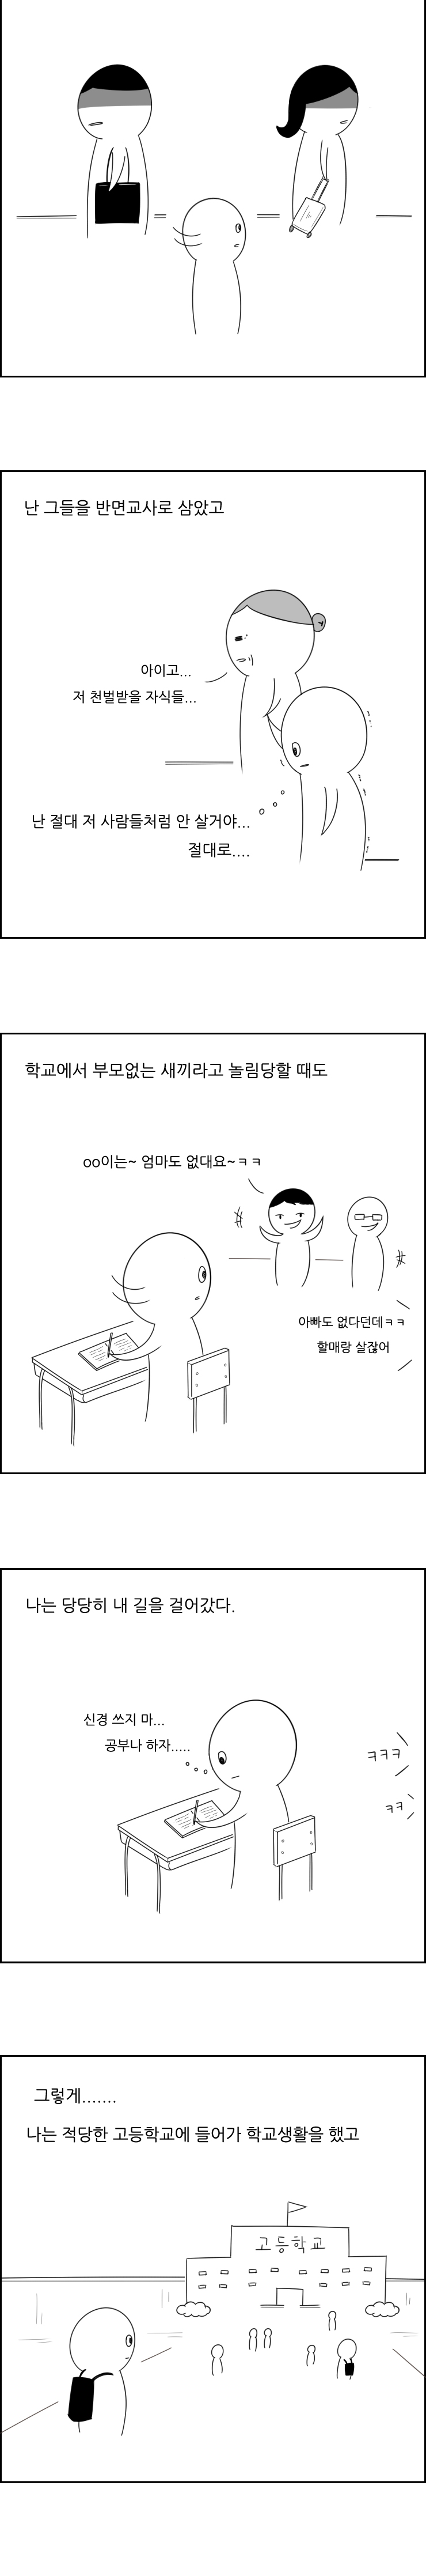 난 그들을 반면교사로 삼았고
아이고...
저 천벌받을 자식들...
난 절대 저 사람들처럼 안 살거야...
절대로....
학교에서 부모없는 새끼라고 놀림당할 때도
oo이는~ 엄마도 없대요~ㅋㅋ
아빠도 없다던데ㅋㅋ
할매랑 살잖어
나는 당당히 내 길을 걸어갔다.
신경 쓰지 마...
공부나 하자.....
ㅋㅋㅋ
ㅋㅋ
그렇게.......
나는 적당한 고등학교에 들어가 학교생활을 했고
고등학교